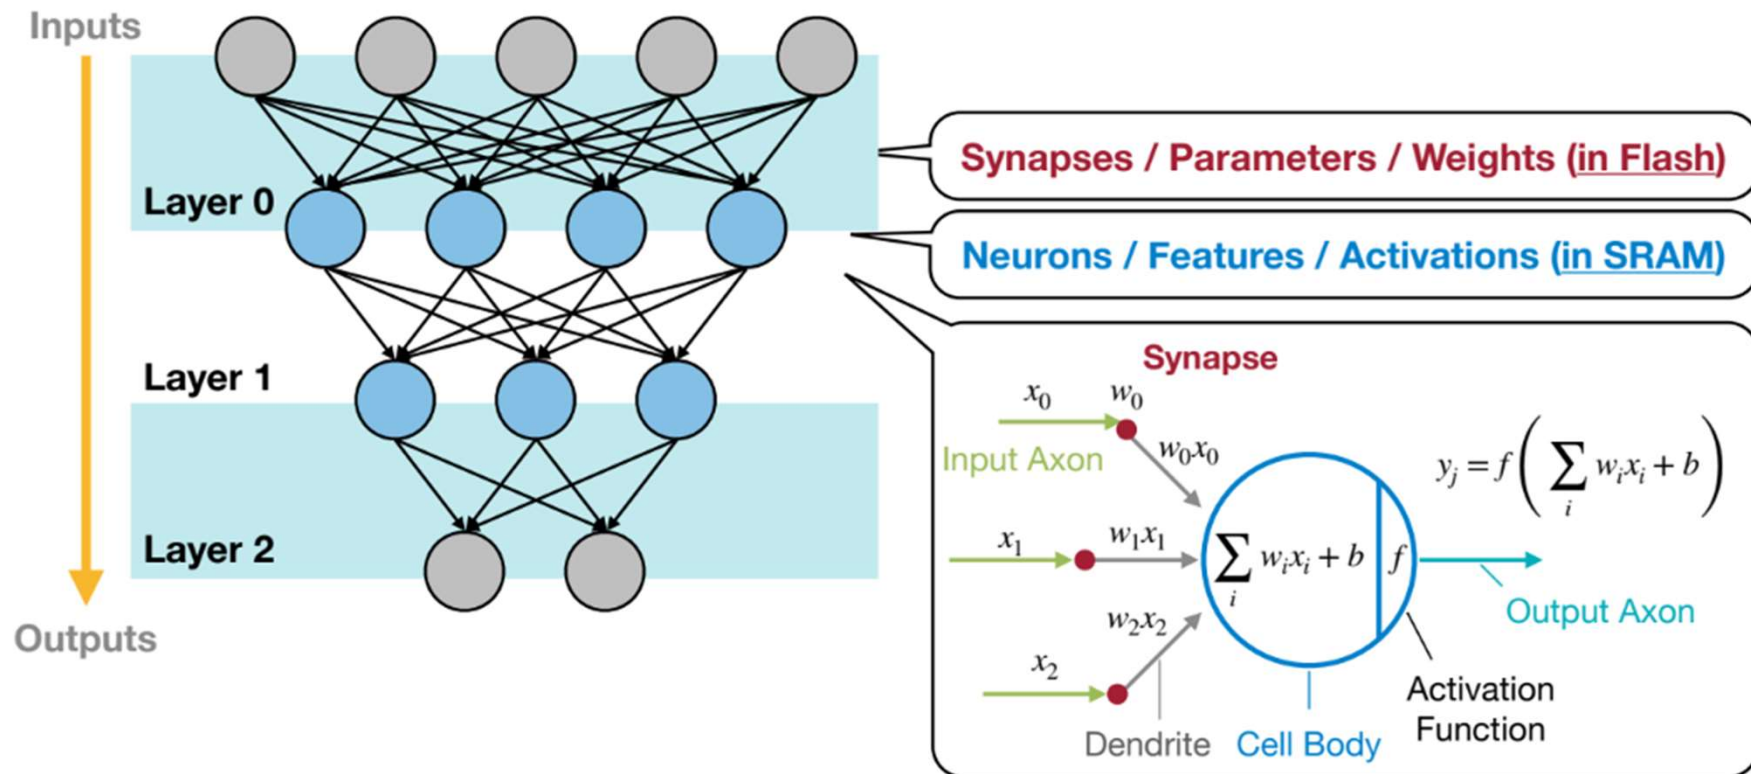 Inputs
Layer 0
Layer 1
Layer 2
Outputs
Synapses / Parameters / Weights (in Flash)
Neurons / Features / Activations (in SRAM)
Synapse
x₀
w₀
Input Axon
w₀x₀
x₁
w₁x₁
w₂x₂
x₂
∑ᵢ wᵢxᵢ + b
f
yⱼ = f(∑ᵢ wᵢxᵢ + b)
Output Axon
Activation
Function
Dendrite
Cell Body